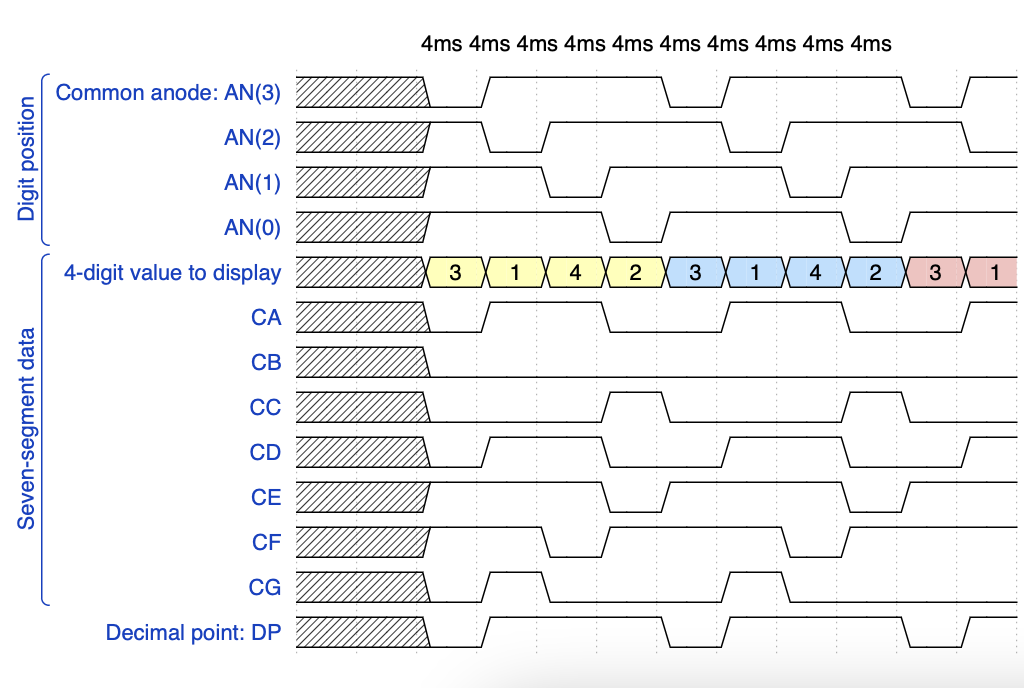 4ms 4ms 4ms 4ms 4ms 4ms 4ms 4ms 4ms 4ms
Digit position
Common anode: AN(3)
AN(2)
AN(1)
AN(0)
Seven-segment data
4-digit value to display 3 1 4 2 3 1 4 2 3 1
CA
CB
CC
CD
CE
CF
CG
Decimal point: DP